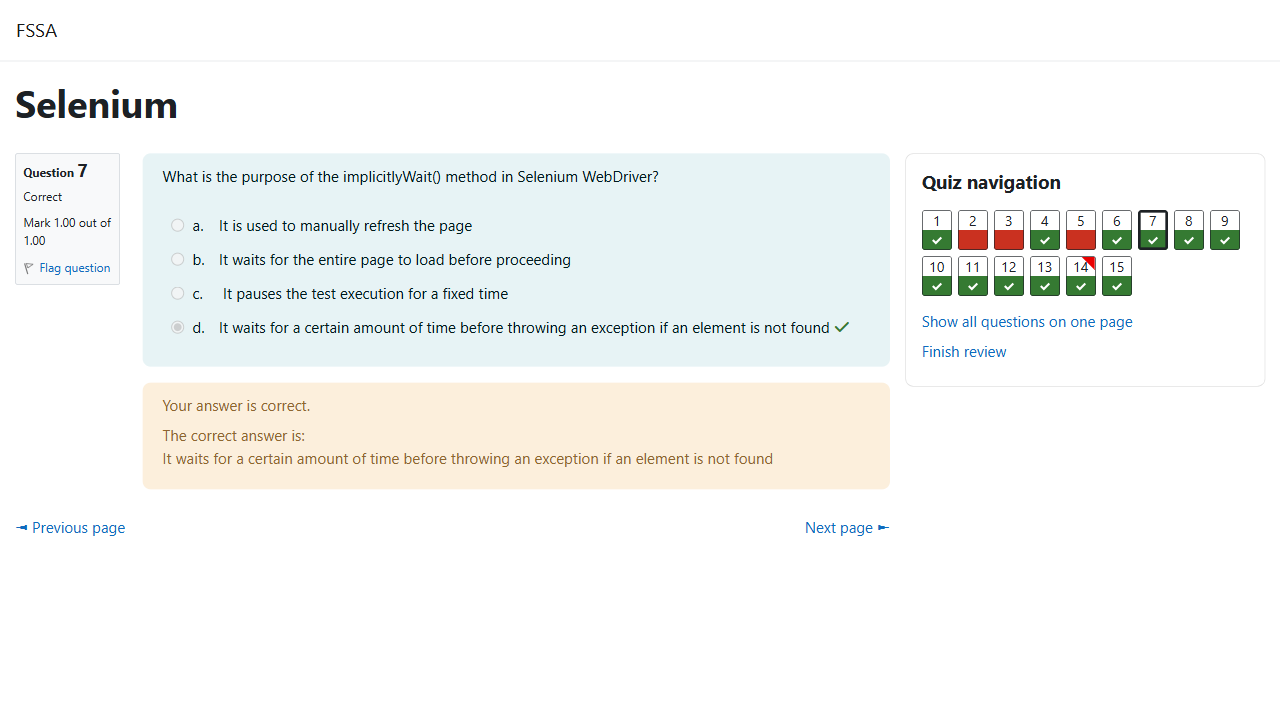 FSSA
Selenium
Question 7
Correct
Mark 1.00 out of
1.00
Flag question
What is the purpose of the implicitlyWait() method in Selenium WebDriver?
a. It is used to manually refresh the page
b. It waits for the entire page to load before proceeding
c. It pauses the test execution for a fixed time
d. It waits for a certain amount of time before throwing an exception if an element is not found
Your answer is correct.
The correct answer is:
It waits for a certain amount of time before throwing an exception if an element is not found
◄ Previous page
Next page ►
Quiz navigation
1 2 3 4 5 6 7 8 9
10 11 12 13 14 15
Show all questions on one page
Finish review